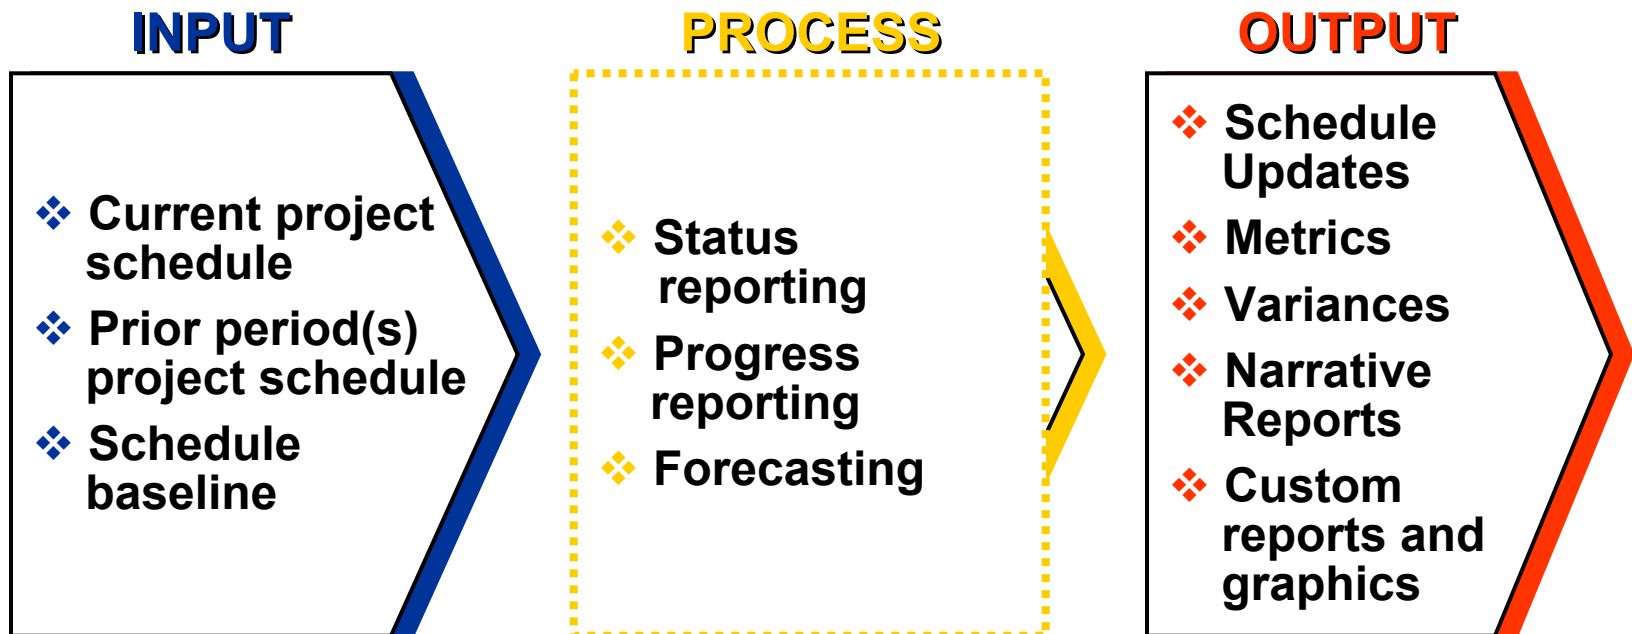 INPUT
Current project
schedule
Prior period(s)
project schedule
Schedule
baseline
PROCESS
Status
reporting
Progress
reporting
Forecasting
OUTPUT
Schedule
Updates
Metrics
Variances
Narrative
Reports
Custom
reports and
graphics